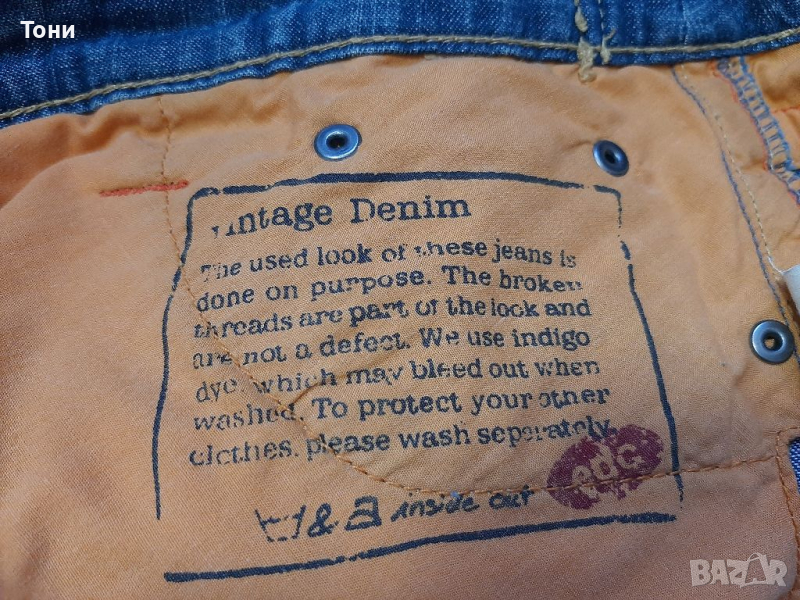 Тони
Vintage Denim
The used look of these jeans is
done on purpose. The broken
threads are part of the look and
are not a defect. We use indigo
dye, which may bleed out when
washed. To protect your other
clothes, please wash seperately.
edc
& inside out
BAZAR